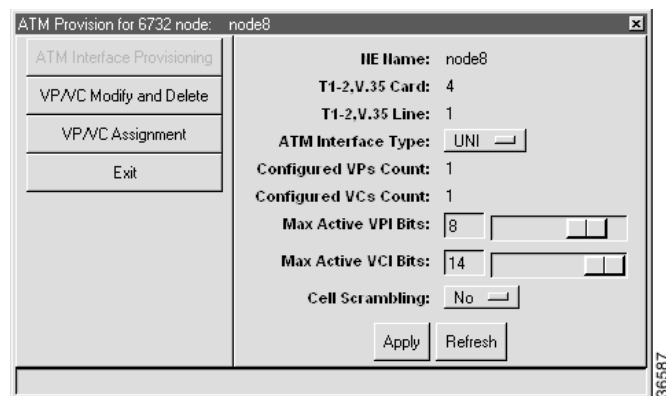 ATM Provision for 6732 node: node8
ATM Interface Provisioning
VP/VC Modify and Delete
VP/VC Assignment
Exit
NE Name: node8
T1-2,V.35 Card: 4
T1-2,V.35 Line: 1
ATM Interface Type: UNI
Configured VPs Count: 1
Configured VCs Count: 1
Max Active VPI Bits: 8
Max Active VCI Bits: 14
Cell Scrambling: No
Apply Refresh
36587